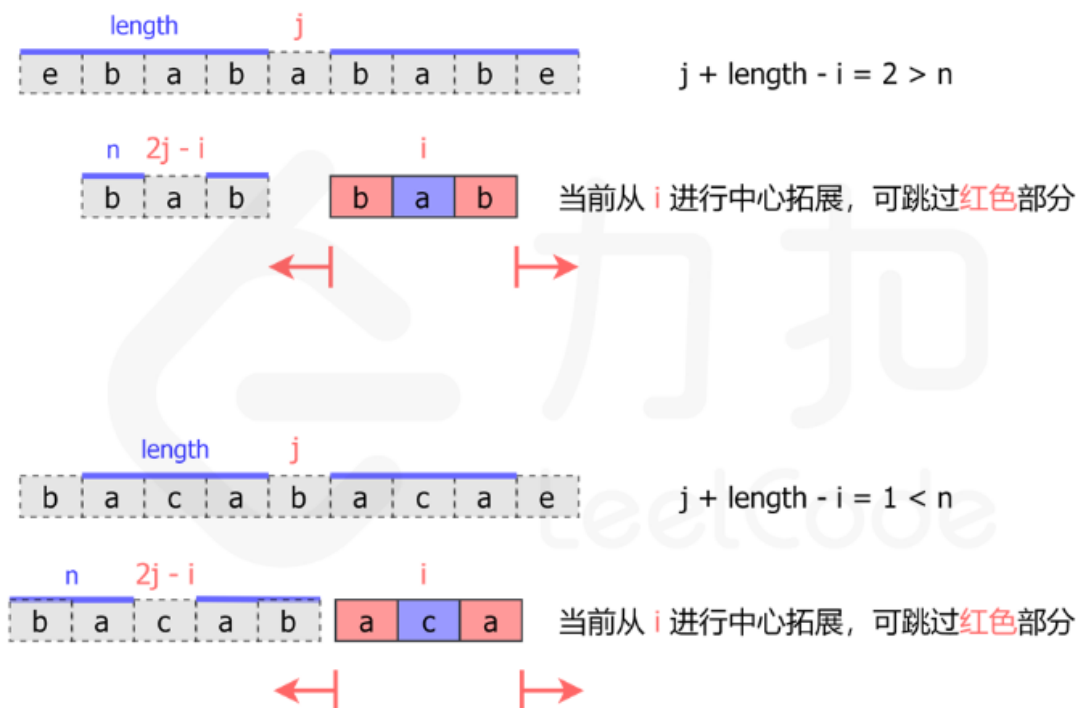 length j
e b a b a b a b e
j + length - i = 2 > n
n 2j - i i
b a b b a b
当前从 i 进行中心拓展，可跳过红色部分
力扣
length j
b a c a b a c a e
j + length - i = 1 < n
LeetCode
n 2j - i i
b a c a b a c a
当前从 i 进行中心拓展，可跳过红色部分